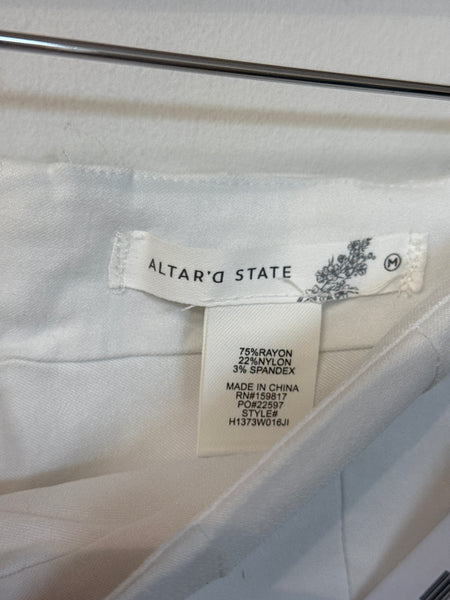 ALTAR'D STATE
M
75%RAYON
22%NYLON
3% SPANDEX
MADE IN CHINA
RN#159817
PO#22597
STYLE#
H1373W016JI